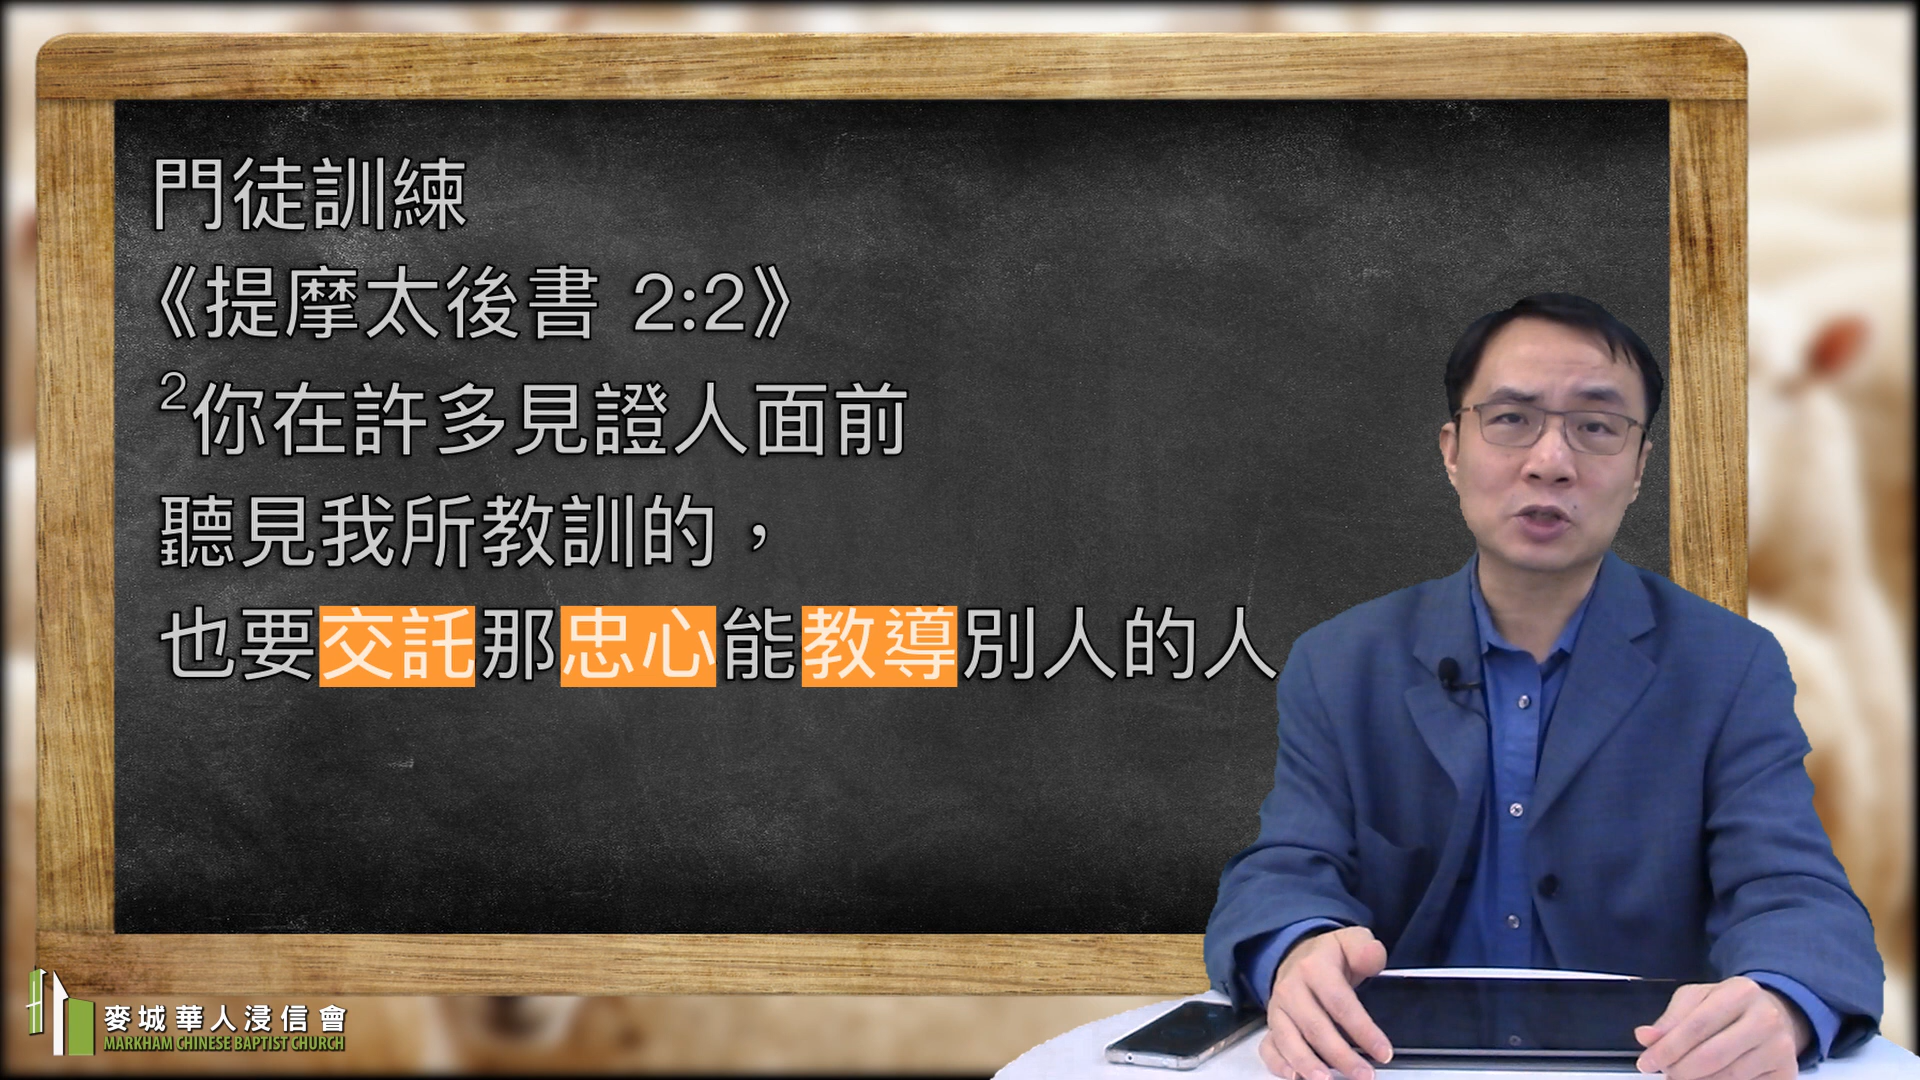 門徒訓練
《提摩太後書 2:2》
²你在許多見證人面前
聽見我所教訓的，
也要交託那忠心能教導別人的人
麥城華人浸信會
MARKHAM CHINESE BAPTIST CHURCH